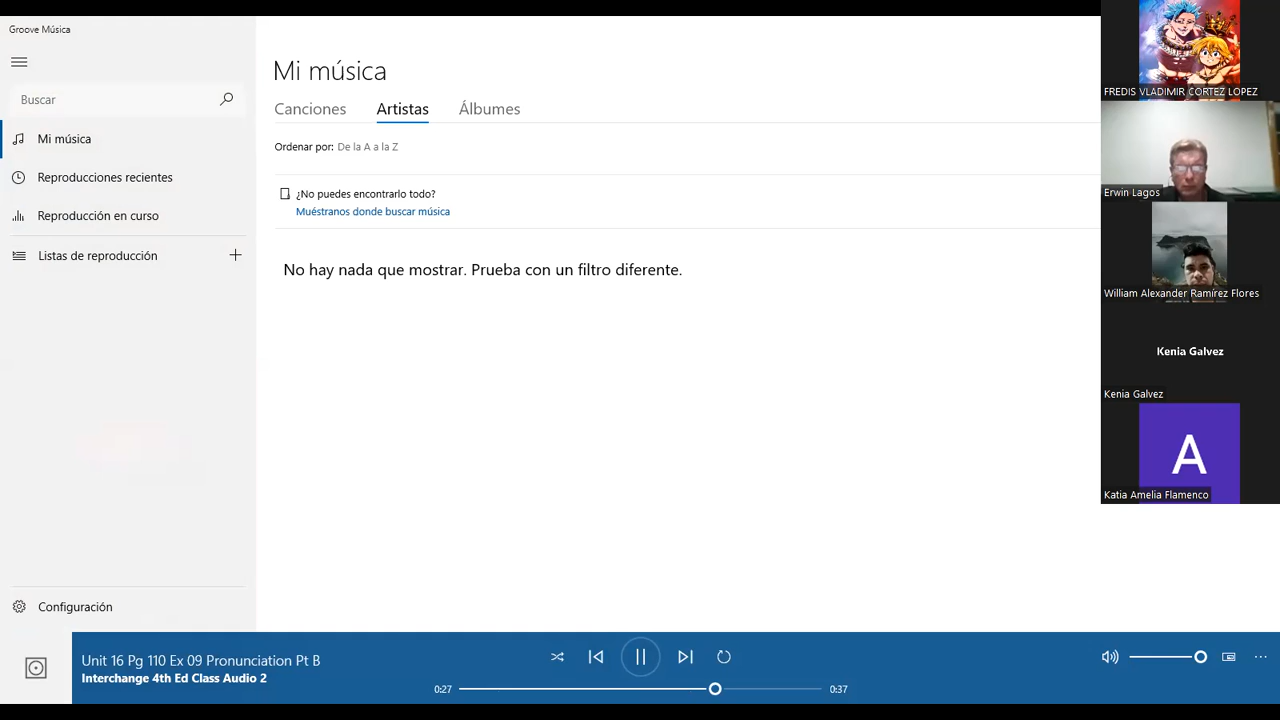 Groove Música
Buscar
Mi música
Reproducciones recientes
Reproducción en curso
Listas de reproducción
Configuración
Mi música
Canciones Artistas Álbumes
Ordenar por: De la A a la Z
¿No puedes encontrarlo todo?
Muéstranos donde buscar música
No hay nada que mostrar. Prueba con un filtro diferente.
FREDIS VLADIMIR CORTEZ LOPEZ
Erwin Lagos
William Alexander Ramírez Flores
Kenia Galvez
Kenia Galvez
A
Katia Amelia Flamenco
Unit 16 Pg 110 Ex 09 Pronunciation Pt B
Interchange 4th Ed Class Audio 2
0:27
0:37